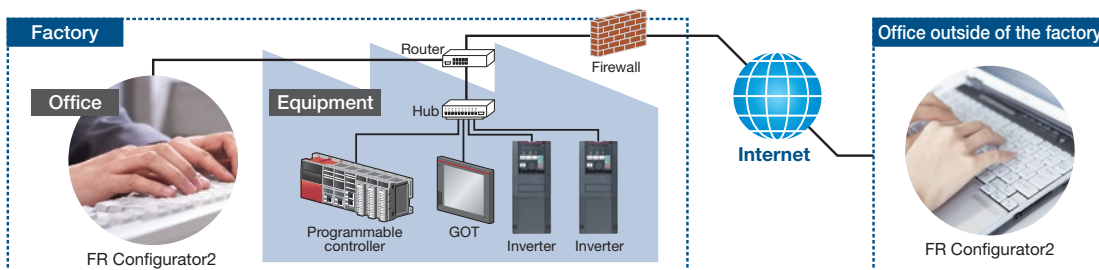 Factory
Office
FR Configurator2
Equipment
Router
Hub
Programmable
controller
GOT
Inverter
Inverter
Firewall
Internet
Office outside of the factory
FR Configurator2